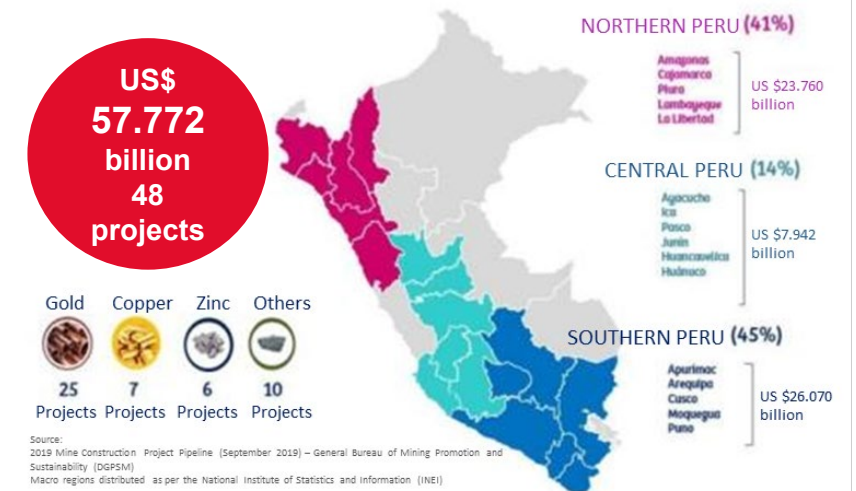 US$
57.772
billion
48
projects
NORTHERN PERU (41%)
Amazonas
Cajamarca
Piura
Lambayeque
La Libertad
US $23.760
billion
CENTRAL PERU (14%)
Ayacucho
Ica
Pasco
Junín
Huancavelica
Huánuco
US $7.942
billion
SOUTHERN PERU (45%)
Apurimac
Arequipa
Cusco
Moquegua
Puno
US $26.070
billion
Gold Copper Zinc Others
25 7 6 10
Projects Projects Projects Projects
Source:
2019 Mine Construction Project Pipeline (September 2019) – General Bureau of Mining Promotion and
Sustainability (DGPSM)
Macro regions distributed as per the National Institute of Statistics and Information (INEI)